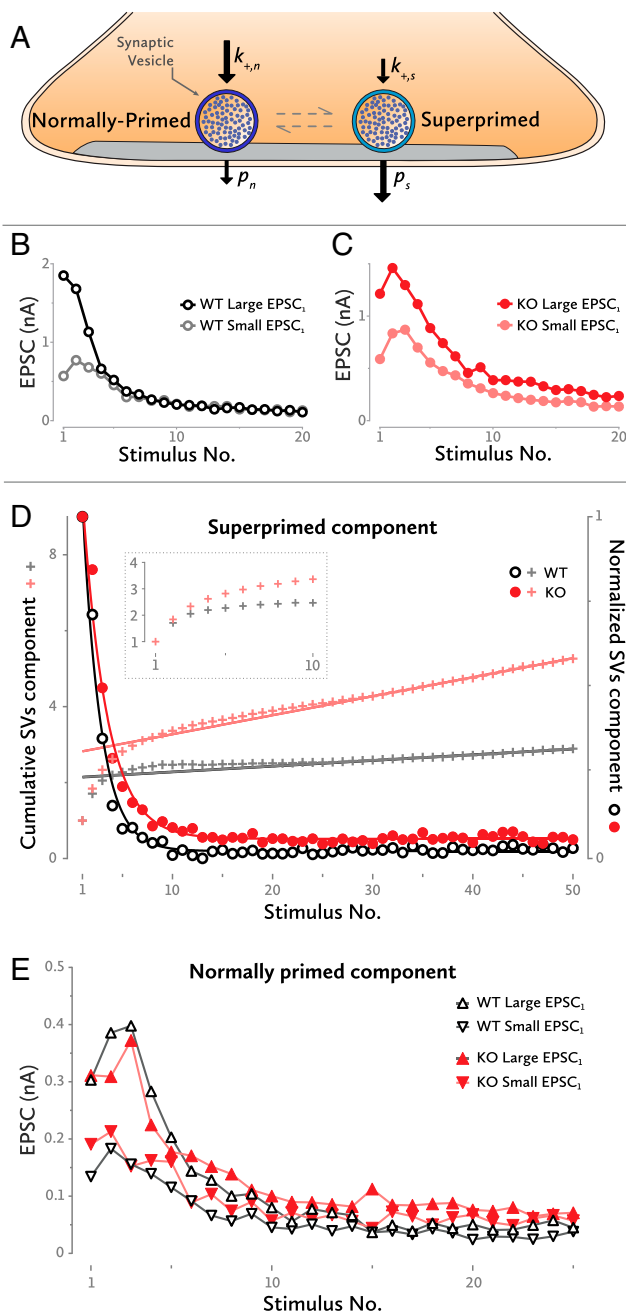 A
Synaptic
Vesicle
k+,n
k+,s
Normally-Primed
Superprimed
pn
ps
B
2
1
0
EPSC (nA)
WT Large EPSC1
WT Small EPSC1
1
10
20
Stimulus No.
C
1
0
EPSC (nA)
KO Large EPSC1
KO Small EPSC1
1
10
20
Stimulus No.
D
Superprimed component
8
4
0
Cumulative SVs component
4
3
2
1
1
10
WT
KO
1
0
Normalized SVs component
1
10
20
30
40
50
Stimulus No.
E
Normally primed component
0.5
0.4
0.3
0.2
0.1
0
EPSC (nA)
WT Large EPSC1
WT Small EPSC1
KO Large EPSC1
KO Small EPSC1
1
10
20
Stimulus No.